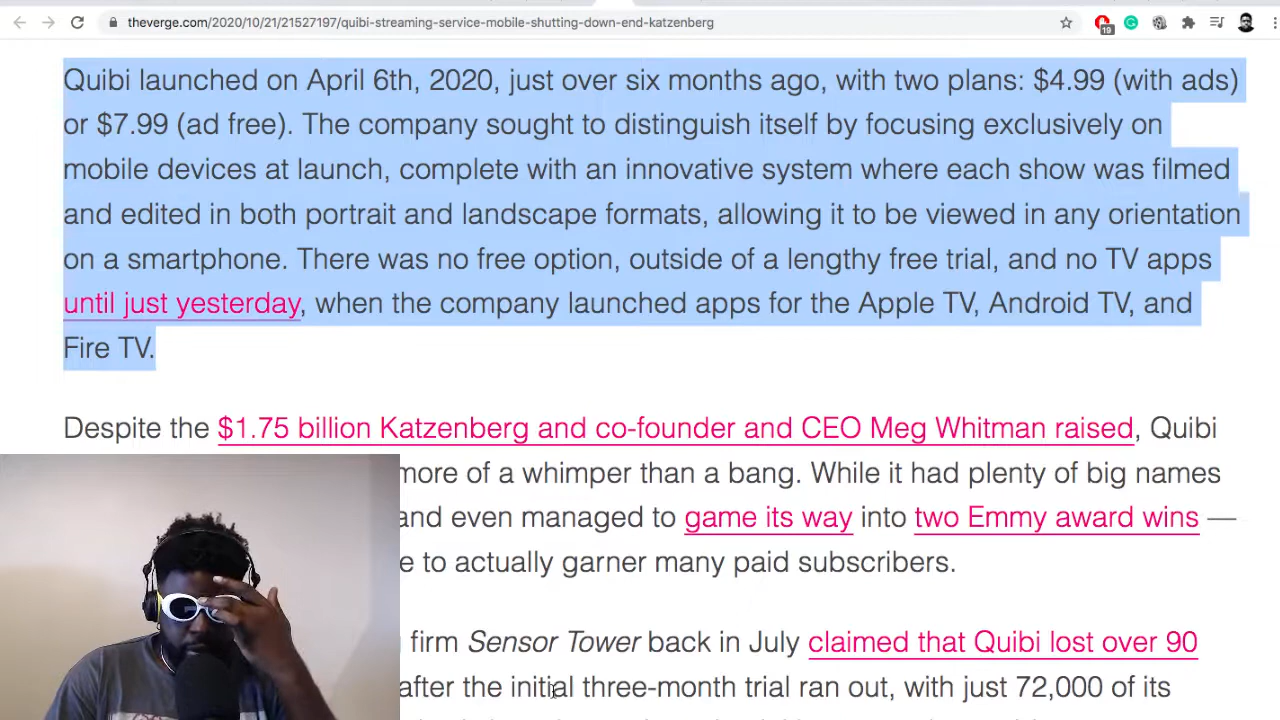 theverge.com/2020/10/21/21527197/quibi-streaming-service-mobile-shutting-down-end-katzenberg
19
Quibi launched on April 6th, 2020, just over six months ago, with two plans: $4.99 (with ads)
or $7.99 (ad free). The company sought to distinguish itself by focusing exclusively on
mobile devices at launch, complete with an innovative system where each show was filmed
and edited in both portrait and landscape formats, allowing it to be viewed in any orientation
on a smartphone. There was no free option, outside of a lengthy free trial, and no TV apps
until just yesterday, when the company launched apps for the Apple TV, Android TV, and
Fire TV.
Despite the $1.75 billion Katzenberg and co-founder and CEO Meg Whitman raised, Quibi
more of a whimper than a bang. While it had plenty of big names
and even managed to game its way into two Emmy award wins —
to actually garner many paid subscribers.
firm Sensor Tower back in July claimed that Quibi lost over 90
after the initial three-month trial ran out, with just 72,000 of its